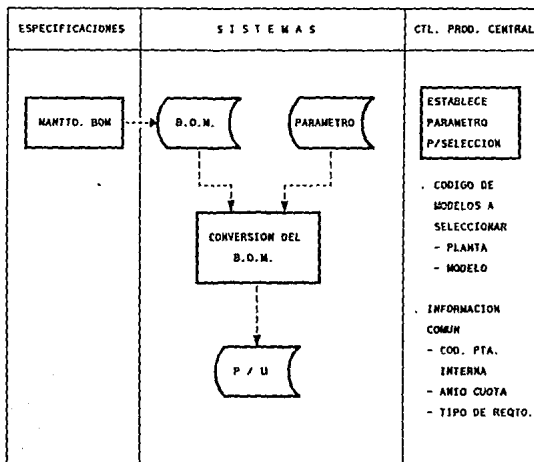 ESPECIFICACIONES
S I S T E M A S
CTL. PROD. CENTRAL
MANTTO. BOM
B.O.M.
PARAMETRO
ESTABLECE
PARAMETRO
P/SELECCION
CONVERSION DEL
B.O.M.
P / U
. CODIGO DE
MODELOS A
SELECCIONAR
- PLANTA
- MODELO
. INFORMACION
COMUN
- COD. PTA.
INTERNA
- ANIO CUOTA
- TIPO DE REQTO.